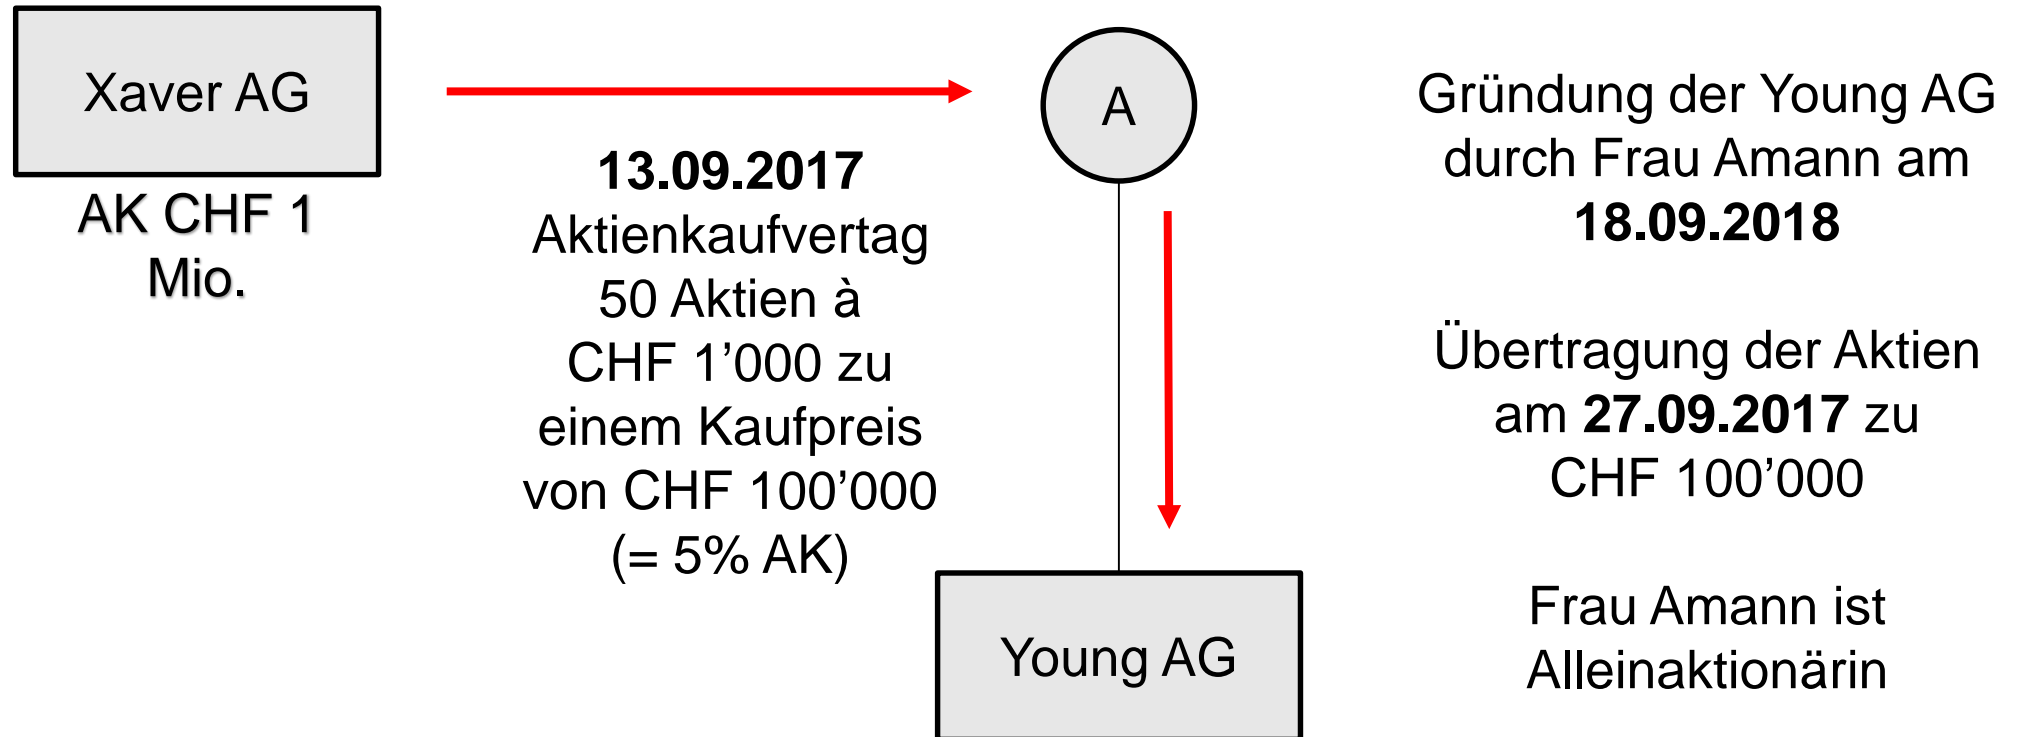 Xaver AG
AK CHF 1
Mio.
13.09.2017
Aktienkaufvertag
50 Aktien à
CHF 1’000 zu
einem Kaufpreis
von CHF 100’000
(= 5% AK)
A
Young AG
Gründung der Young AG
durch Frau Amann am
18.09.2018
Übertragung der Aktien
am 27.09.2017 zu
CHF 100’000
Frau Amann ist
Alleinaktionärin